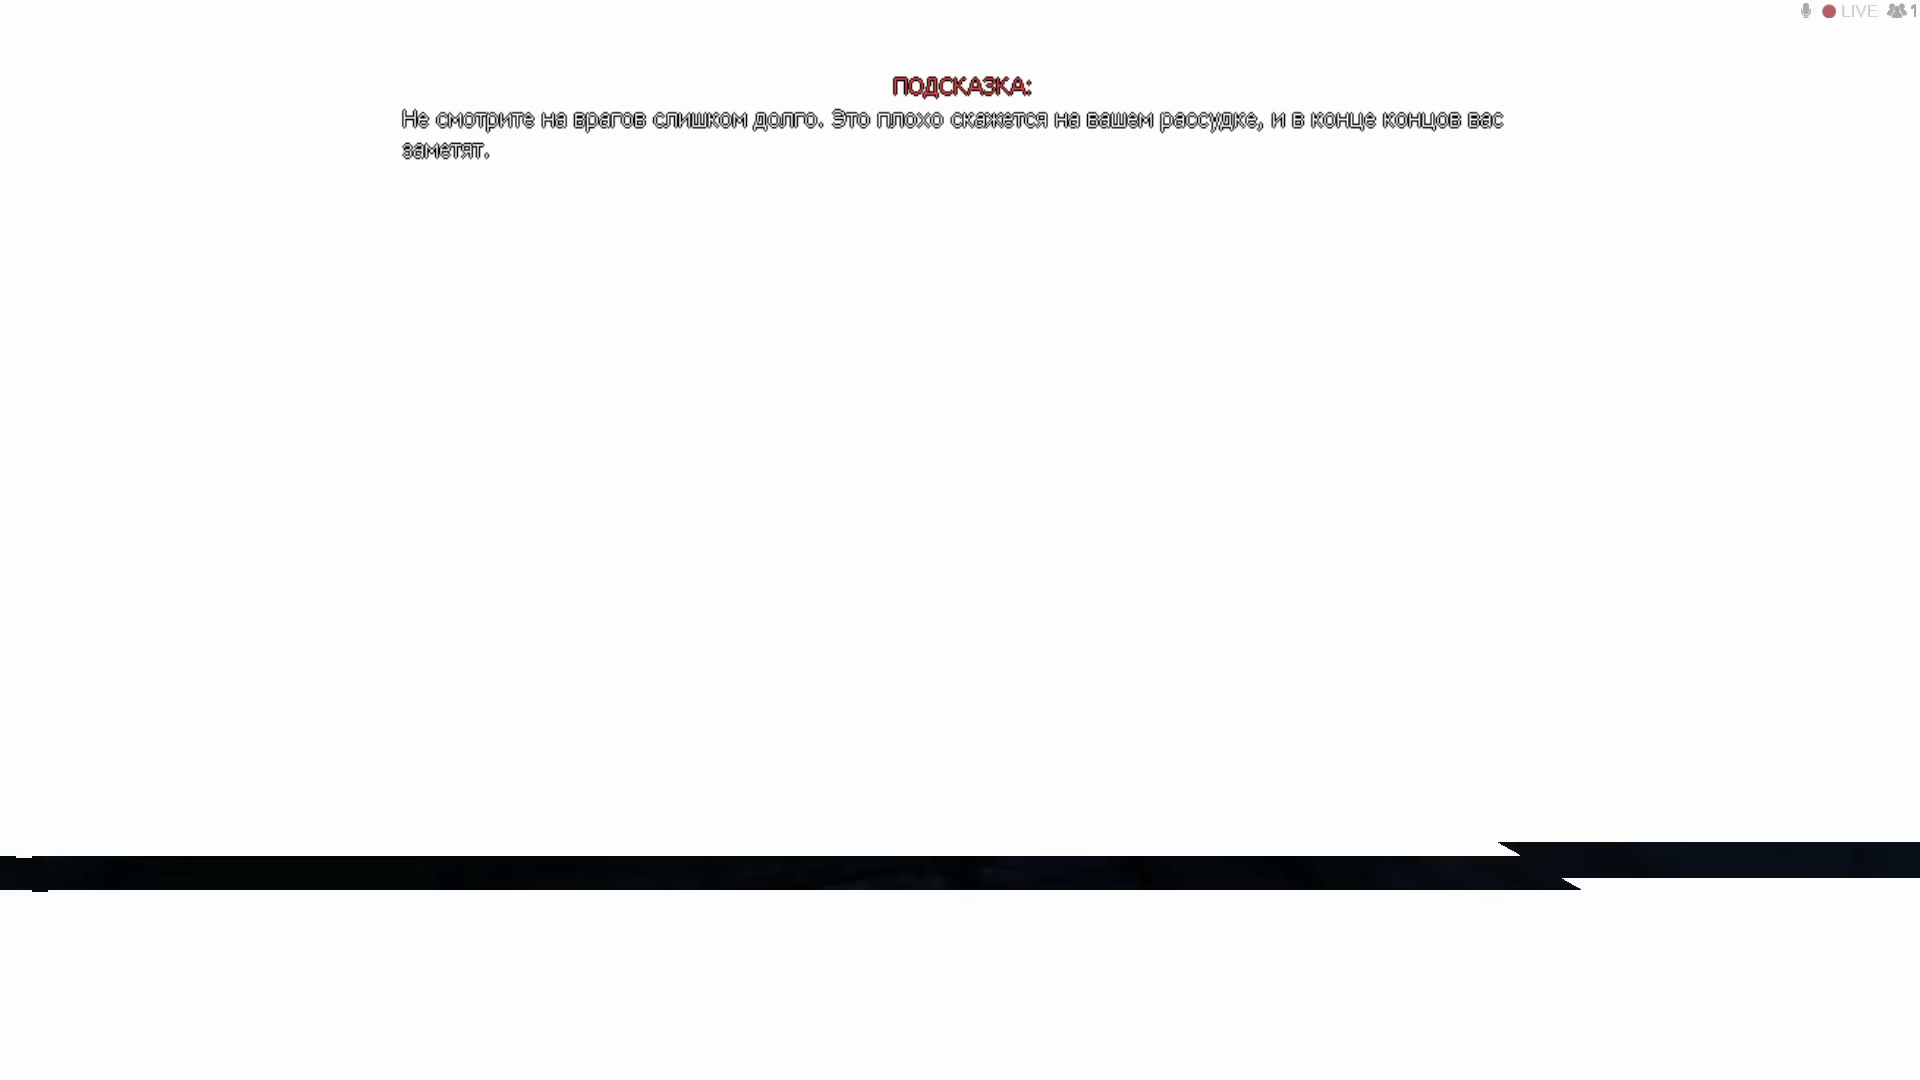 LIVE 1
ПОДСКАЗКА:
Не смотрите на врагов слишком долго. Это плохо скажется на вашем рассудке, и в конце концов вас
заметят.